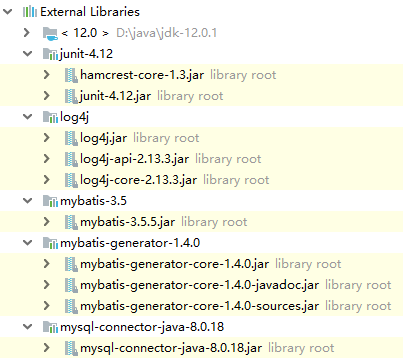 External Libraries
< 12.0 > D:\java\jdk-12.0.1
junit-4.12
hamcrest-core-1.3.jar library root
junit-4.12.jar library root
log4j
log4j.jar library root
log4j-api-2.13.3.jar library root
log4j-core-2.13.3.jar library root
mybatis-3.5
mybatis-3.5.5.jar library root
mybatis-generator-1.4.0
mybatis-generator-core-1.4.0.jar library root
mybatis-generator-core-1.4.0-javadoc.jar library root
mybatis-generator-core-1.4.0-sources.jar library root
mysql-connector-java-8.0.18
mysql-connector-java-8.0.18.jar library root